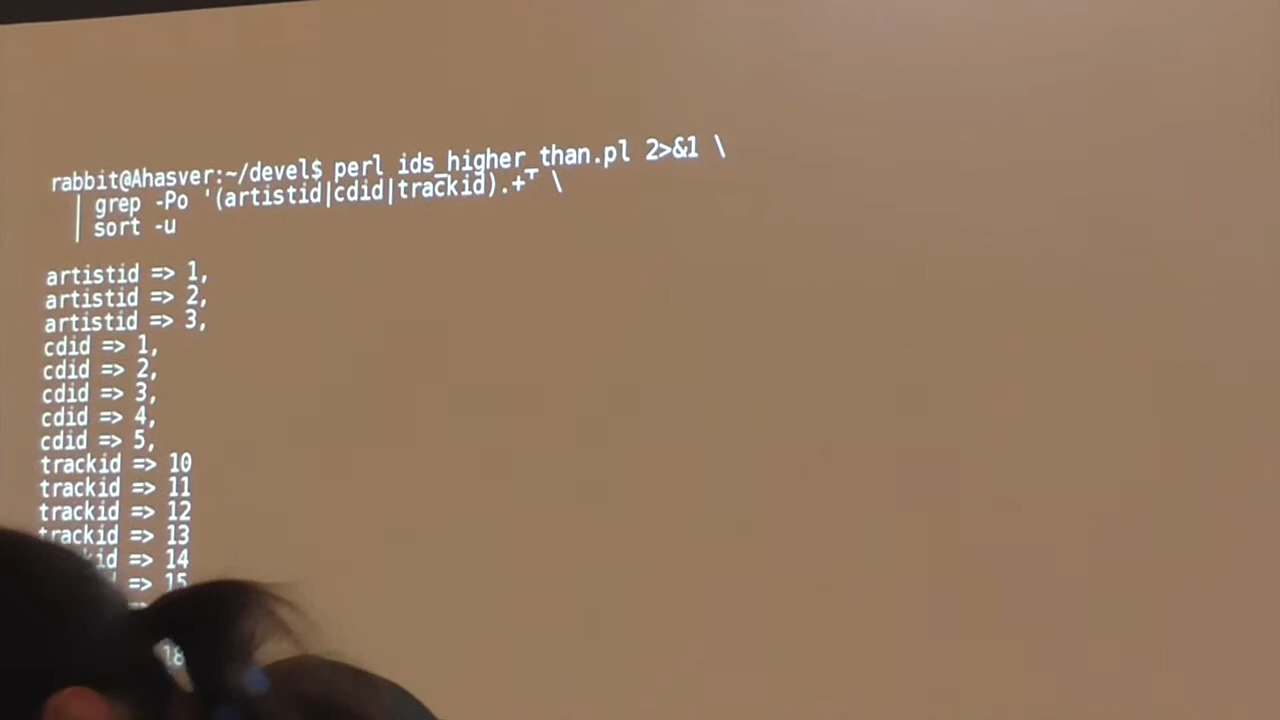 rabbit@Ahasver:~/devel$ perl ids_higher_than.pl 2>&1 \
| grep -Po '(artistid|cdid|trackid).+' \
| sort -u
artistid => 1,
artistid => 2,
artistid => 3,
cdid => 1,
cdid => 2,
cdid => 3,
cdid => 4,
cdid => 5,
trackid => 10
trackid => 11
trackid => 12
trackid => 13
=> 14
=> 15
18